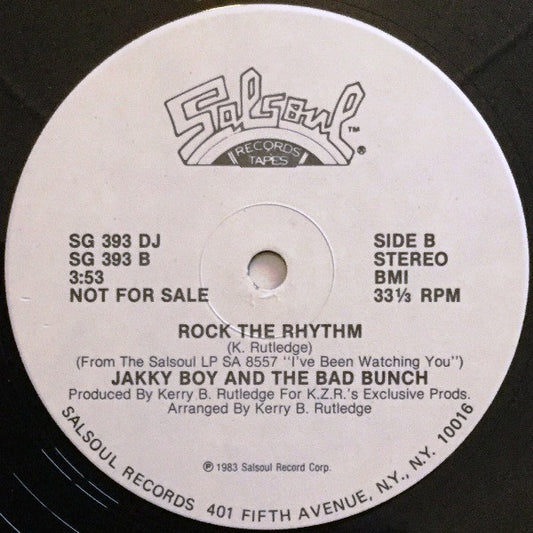 Salsoul ™
RECORDS ®
TAPES
SG 393 DJ
SG 393 B
3:53
NOT FOR SALE
SIDE B
STEREO
BMI
33⅓ RPM
ROCK THE RHYTHM
(K. Rutledge)
(From The Salsoul LP SA 8557 "I've Been Watching You")
JAKKY BOY AND THE BAD BUNCH
Produced By Kerry B. Rutledge For K.Z.R.'s Exclusive Prods.
Arranged By Kerry B. Rutledge
℗ 1983 Salsoul Record Corp.
SALSOUL RECORDS 401 FIFTH AVENUE, N.Y., N.Y. 10016